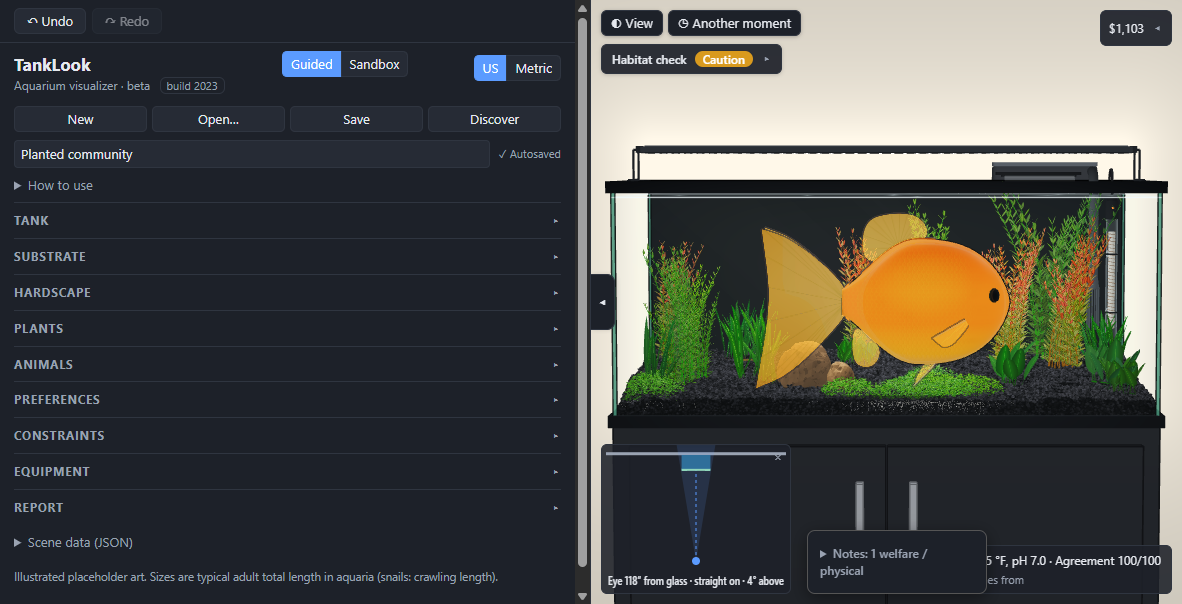 Undo
Redo
TankLook
Aquarium visualizer · beta
build 2023
Guided
Sandbox
US
Metric
New
Open...
Save
Discover
Planted community
✓ Autosaved
How to use
TANK
SUBSTRATE
HARDSCAPE
PLANTS
ANIMALS
PREFERENCES
CONSTRAINTS
EQUIPMENT
REPORT
Scene data (JSON)
Illustrated placeholder art. Sizes are typical adult total length in aquaria (snails: crawling length).
View
Another moment
$1,103
Habitat check
Caution
Eye 118" from glass · straight on · 4° above
Notes: 1 welfare /
physical
5 °F, pH 7.0 · Agreement 100/100
es from